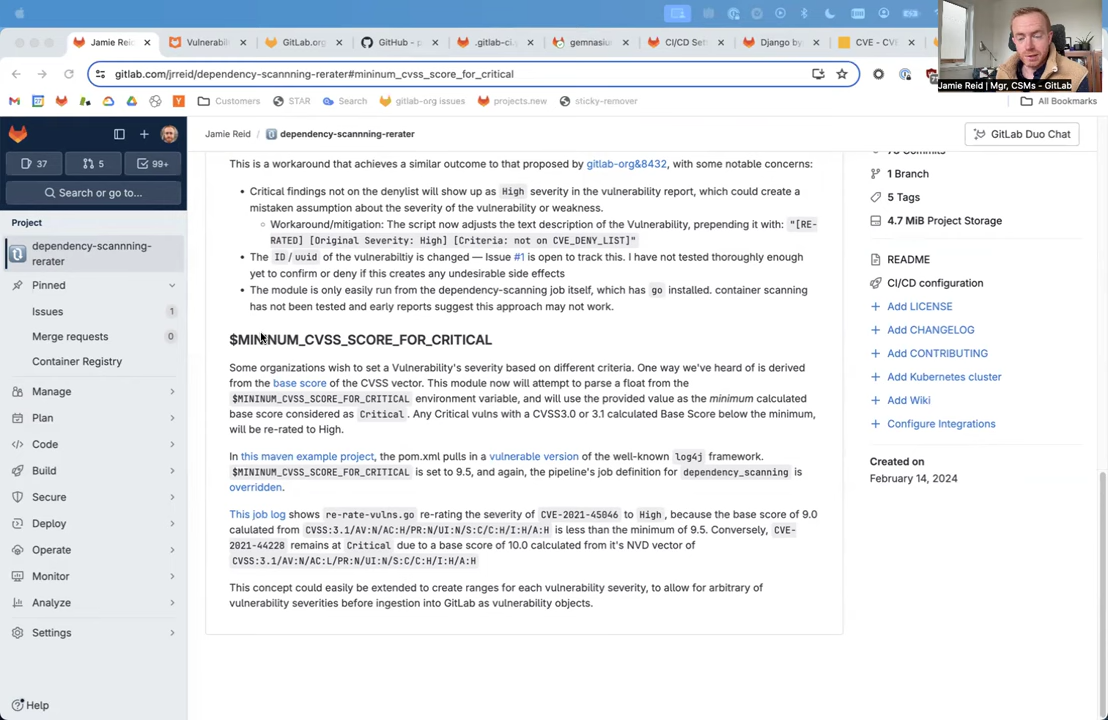 Jamie Reid
Vulnerabil
GitLab.org
GitHub - p
.gitlab-ci.
gemnasium
CI/CD Set
Django by
CVE - CVE
gitlab.com/jrreid/dependency-scannning-rerater#mininum_cvss_score_for_critical
Jamie Reid | Mgr, CSMs - GitLab
Customers
STAR
Search
gitlab-org issues
projects.new
sticky-remover
All Bookmarks
Jamie Reid / dependency-scannning-rerater
GitLab Duo Chat
37
5
99+
Search or go to...
Project
dependency-scannning-
rerater
Pinned
Issues 1
Merge requests 0
Container Registry
Manage
Plan
Code
Build
Secure
Deploy
Operate
Monitor
Analyze
Settings
Help
This is a workaround that achieves a similar outcome to that proposed by gitlab-org&8432, with some notable concerns:
• Critical findings not on the denylist will show up as High severity in the vulnerability report, which could create a
mistaken assumption about the severity of the vulnerability or weakness.
◦ Workaround/mitigation: The script now adjusts the text description of the Vulnerability, prepending it with: "[RE-
RATED] [Original Severity: High] [Criteria: not on CVE_DENY_LIST]"
• The ID / uuid of the vulnerabiltiy is changed — Issue #1 is open to track this. I have not tested thoroughly enough
yet to confirm or deny if this creates any undesirable side effects
• The module is only easily run from the dependency-scanning job itself, which has go installed. container scanning
has not been tested and early reports suggest this approach may not work.
$MININUM_CVSS_SCORE_FOR_CRITICAL
Some organizations wish to set a Vulnerability's severity based on different criteria. One way we've heard of is derived
from the base score of the CVSS vector. This module now will attempt to parse a float from the
$MININUM_CVSS_SCORE_FOR_CRITICAL environment variable, and will use the provided value as the minimum calculated
base score considered as Critical. Any Critical vulns with a CVSS3.0 or 3.1 calculated Base Score below the minimum,
will be re-rated to High.
In this maven example project, the pom.xml pulls in a vulnerable version of the well-known log4j framework.
$MININUM_CVSS_SCORE_FOR_CRITICAL is set to 9.5, and again, the pipeline's job definition for dependency_scanning is
overridden.
This job log shows re-rate-vulns.go re-rating the severity of CVE-2021-45046 to High, because the base score of 9.0
calulated from CVSS:3.1/AV:N/AC:H/PR:N/UI:N/S:C/C:H/I:H/A:H is less than the minimum of 9.5. Conversely, CVE-
2021-44228 remains at Critical due to a base score of 10.0 calculated from it's NVD vector of
CVSS:3.1/AV:N/AC:L/PR:N/UI:N/S:C/C:H/I:H/A:H
This concept could easily be extended to create ranges for each vulnerability severity, to allow for arbitrary of
vulnerability severities before ingestion into GitLab as vulnerability objects.
1 Branch
5 Tags
4.7 MiB Project Storage
README
CI/CD configuration
+ Add LICENSE
+ Add CHANGELOG
+ Add CONTRIBUTING
+ Add Kubernetes cluster
+ Add Wiki
+ Configure Integrations
Created on
February 14, 2024